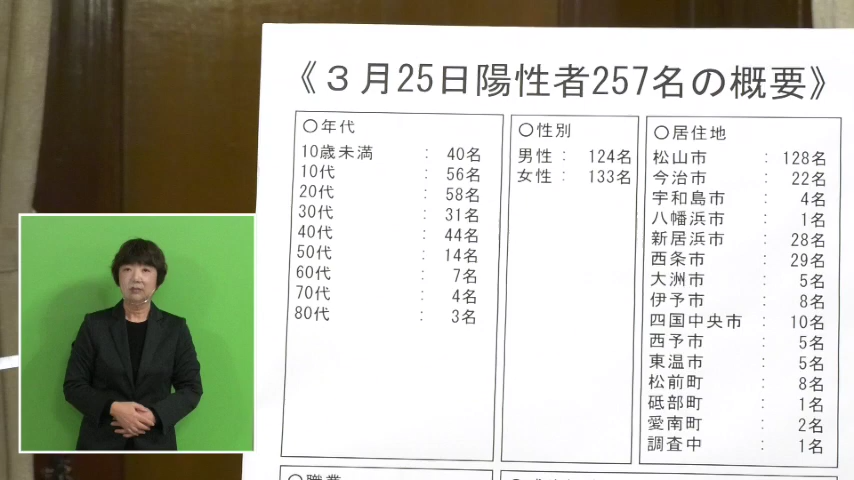 《３月25日陽性者257名の概要》
○年代
10歳未満 : 40名
10代 : 56名
20代 : 58名
30代 : 31名
40代 : 44名
50代 : 14名
60代 : 7名
70代 : 4名
80代 : 3名
○性別
男性 : 124名
女性 : 133名
○居住地
松山市 : 128名
今治市 : 22名
宇和島市 : 4名
八幡浜市 : 1名
新居浜市 : 28名
西条市 : 29名
大洲市 : 5名
伊予市 : 8名
四国中央市 : 10名
西予市 : 5名
東温市 : 5名
松前町 : 8名
砥部町 : 1名
愛南町 : 2名
調査中 : 1名
○職業